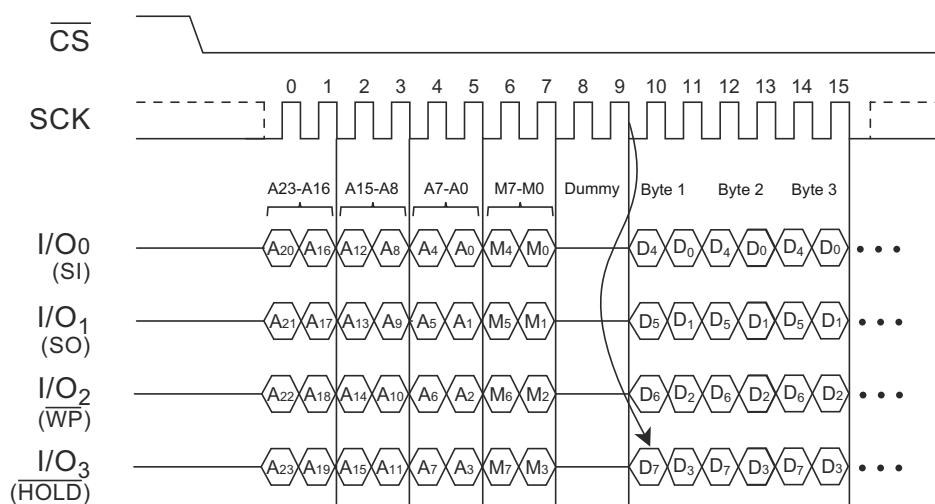 CS
0 1 2 3 4 5 6 7 8 9 10 11 12 13 14 15
SCK
A23-A16 A15-A8 A7-A0 M7-M0 Dummy Byte 1 Byte 2 Byte 3
I/O0 A20 A16 A12 A8 A4 A0 M4 M0 D4 D0 D4 D0 D4 D0
(SI)
I/O1 A21 A17 A13 A9 A5 A1 M5 M1 D5 D1 D5 D1 D5 D1
(SO)
I/O2 A22 A18 A14 A10 A6 A2 M6 M2 D6 D2 D6 D2 D6 D2
(WP)
I/O3 A23 A19 A15 A11 A7 A3 M7 M3 D7 D3 D7 D3 D7 D3
(HOLD)